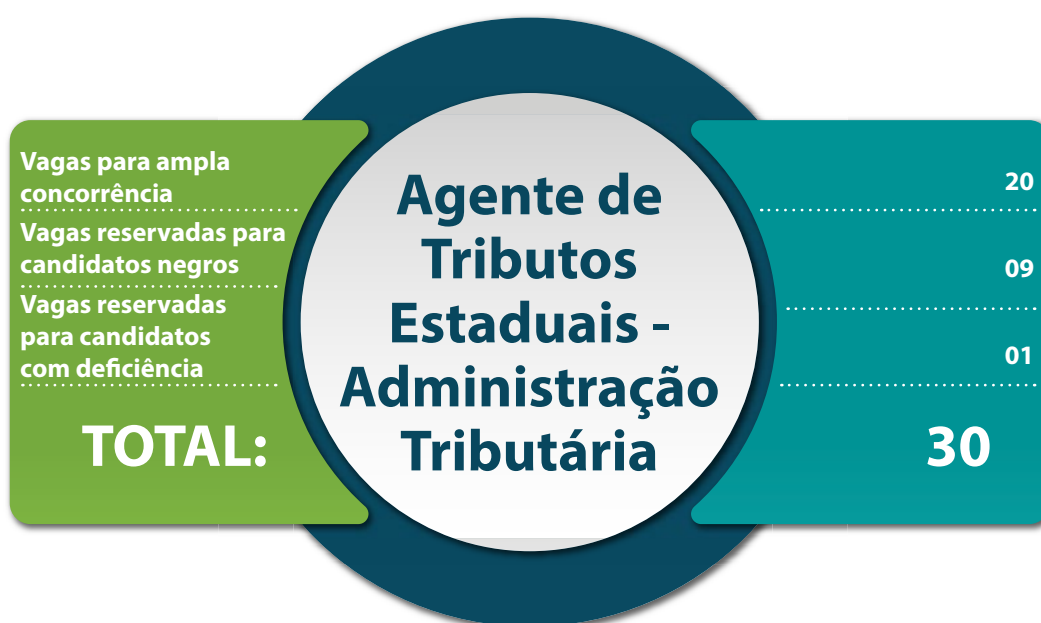 Vagas para ampla
concorrência
20
Vagas reservadas para
candidatos negros
09
Vagas reservadas
para candidatos
com deficiência
01
TOTAL:
30
Agente de
Tributos
Estaduais -
Administração
Tributária